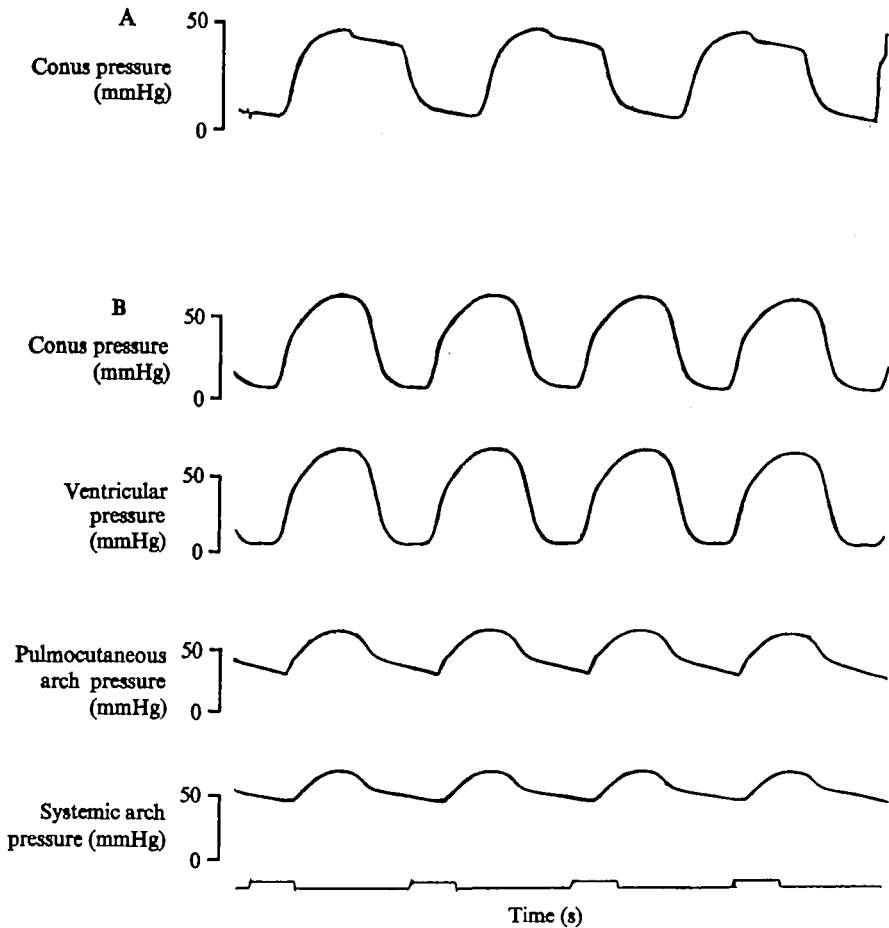 A
50
Conus pressure
(mmHg)
0
B
50
Conus pressure
(mmHg)
0
50
Ventricular
pressure
(mmHg)
0
50
Pulmocutaneous
arch pressure
(mmHg)
0
50
Systemic arch
pressure (mmHg)
0
Time (s)